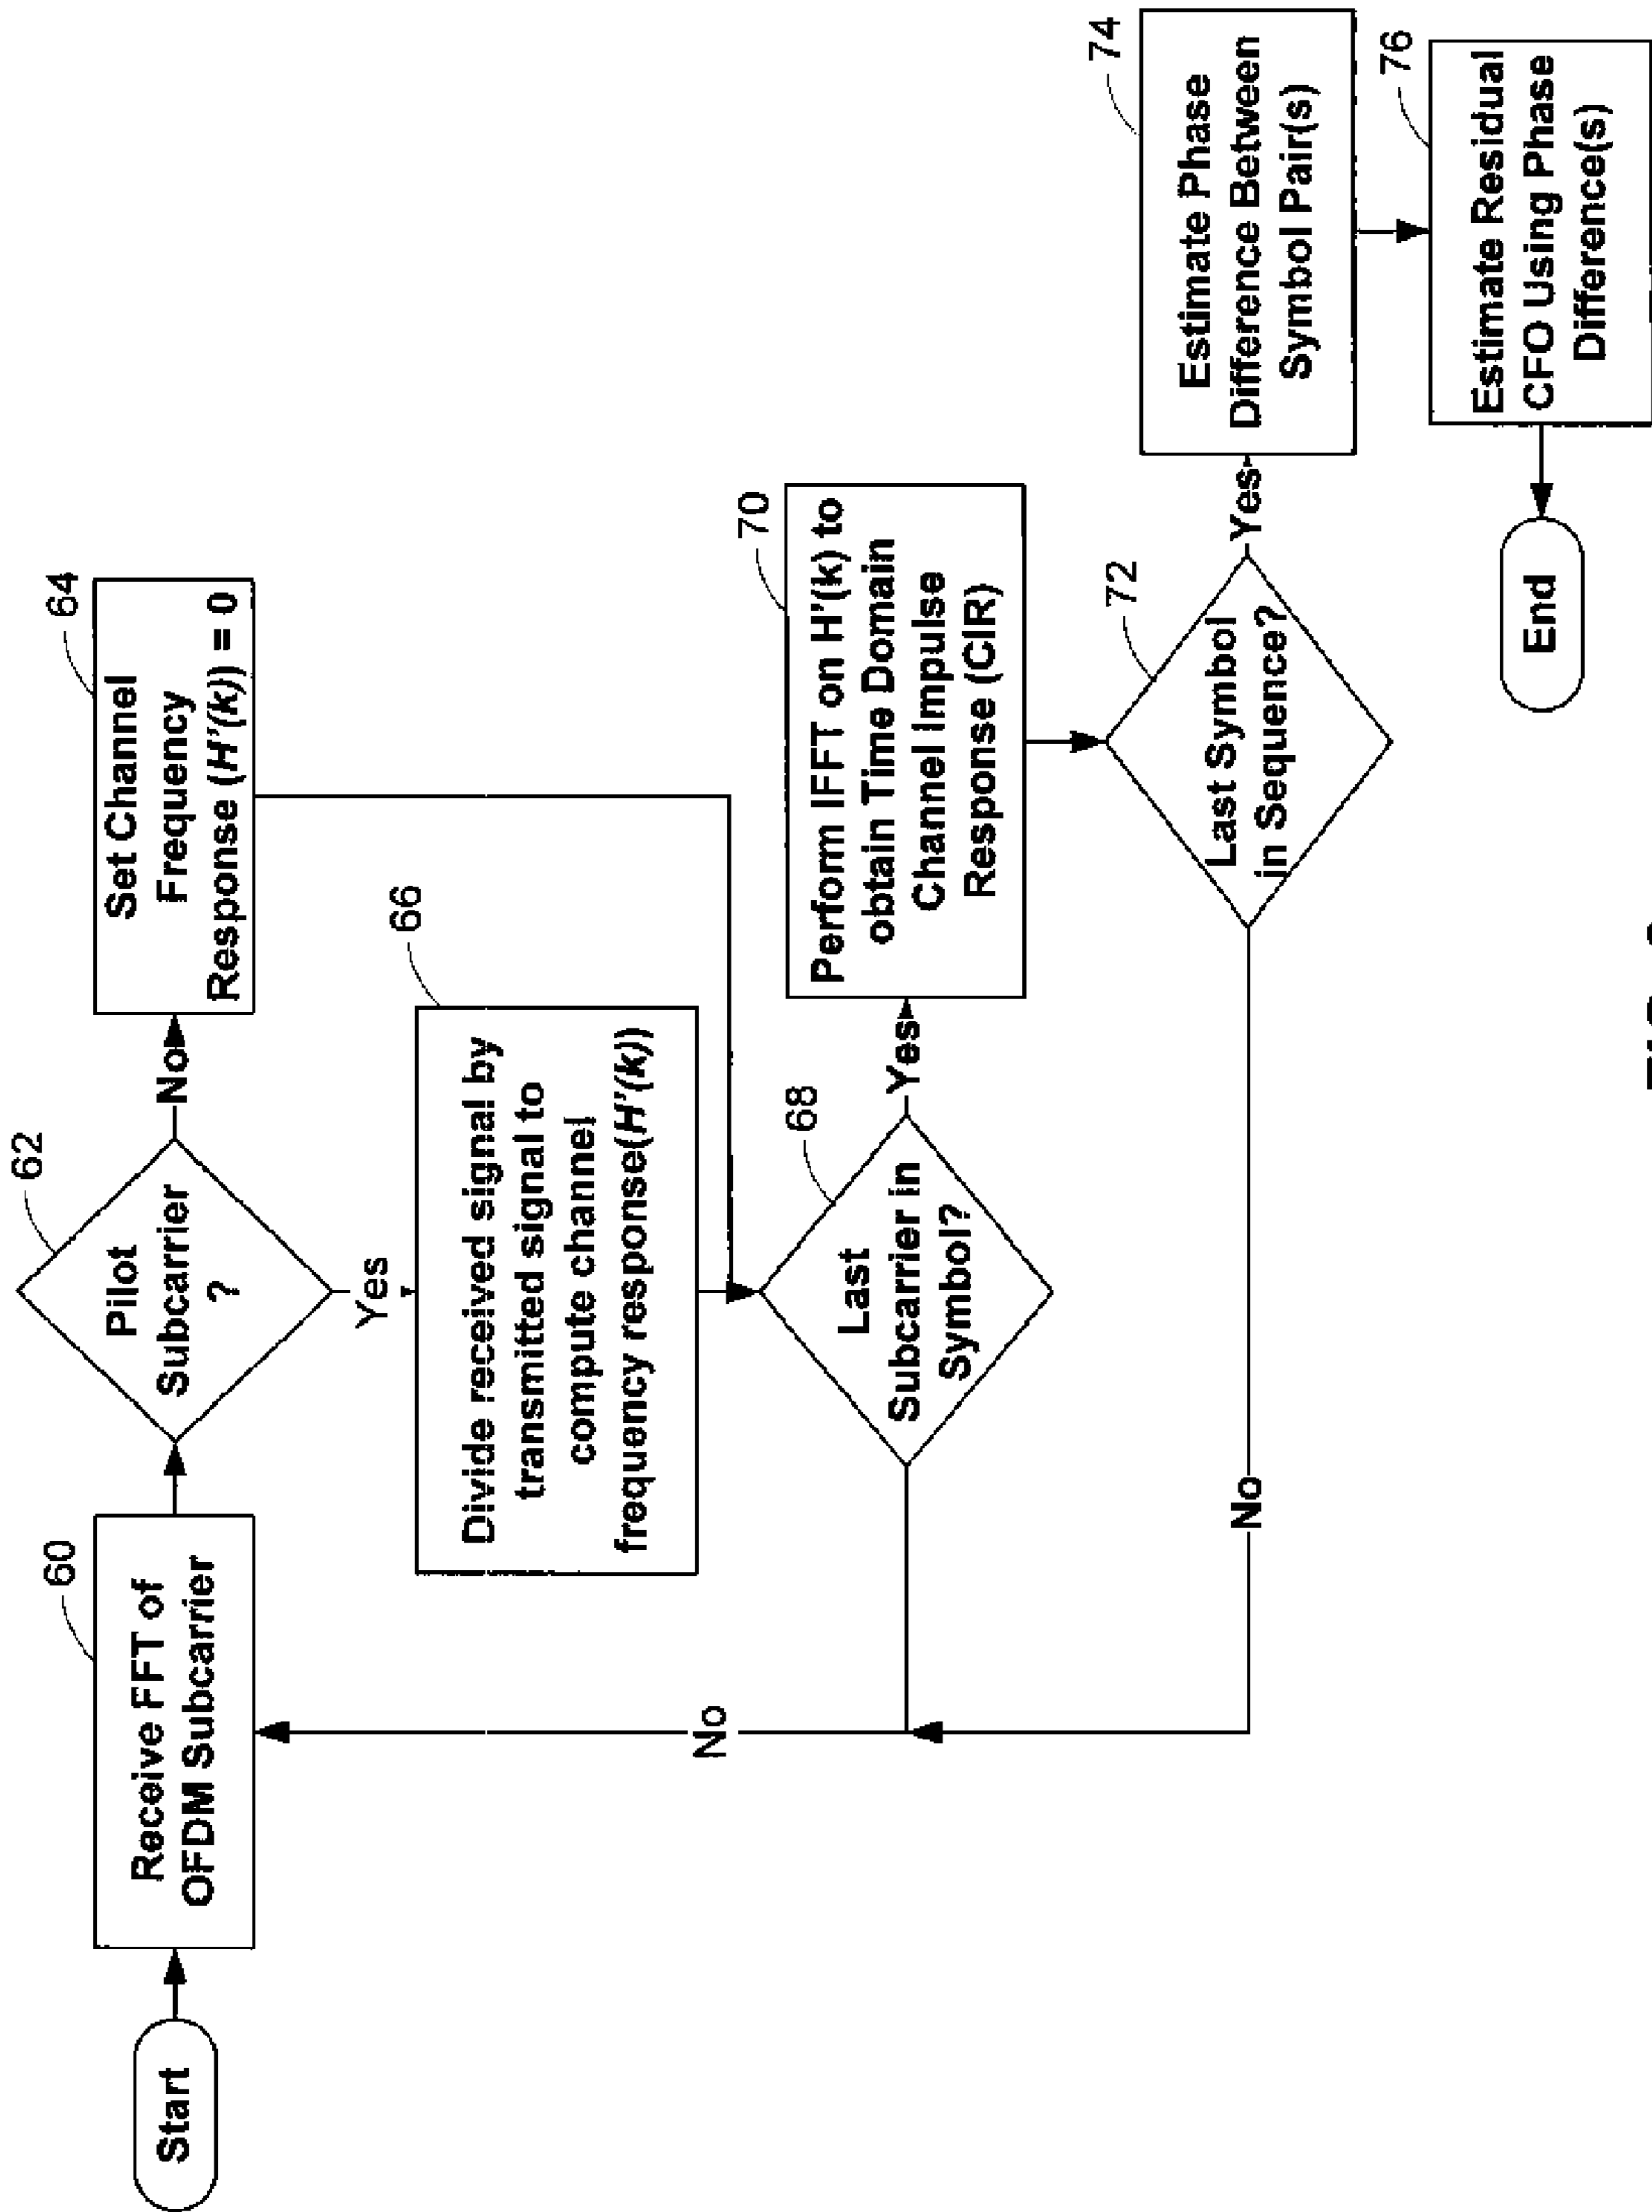 Start
60
Receive FFT of
OFDM Subcarrier
62
Pilot
Subcarrier
?
No
64
Set Channel
Frequency
Response (H'(k)) = 0
Yes
66
Divide received signal by
transmitted signal to
compute channel
frequency response(H'(k))
68
Last
Subcarrier in
Symbol?
No
Yes
70
Perform IFFT on H'(k) to
obtain Time Domain
Channel Impulse
Response (CIR)
72
Last Symbol
in Sequence?
No
Yes
74
Estimate Phase
Difference Between
Symbol Pair(s)
76
Estimate Residual
CFO Using Phase
Difference(s)
End